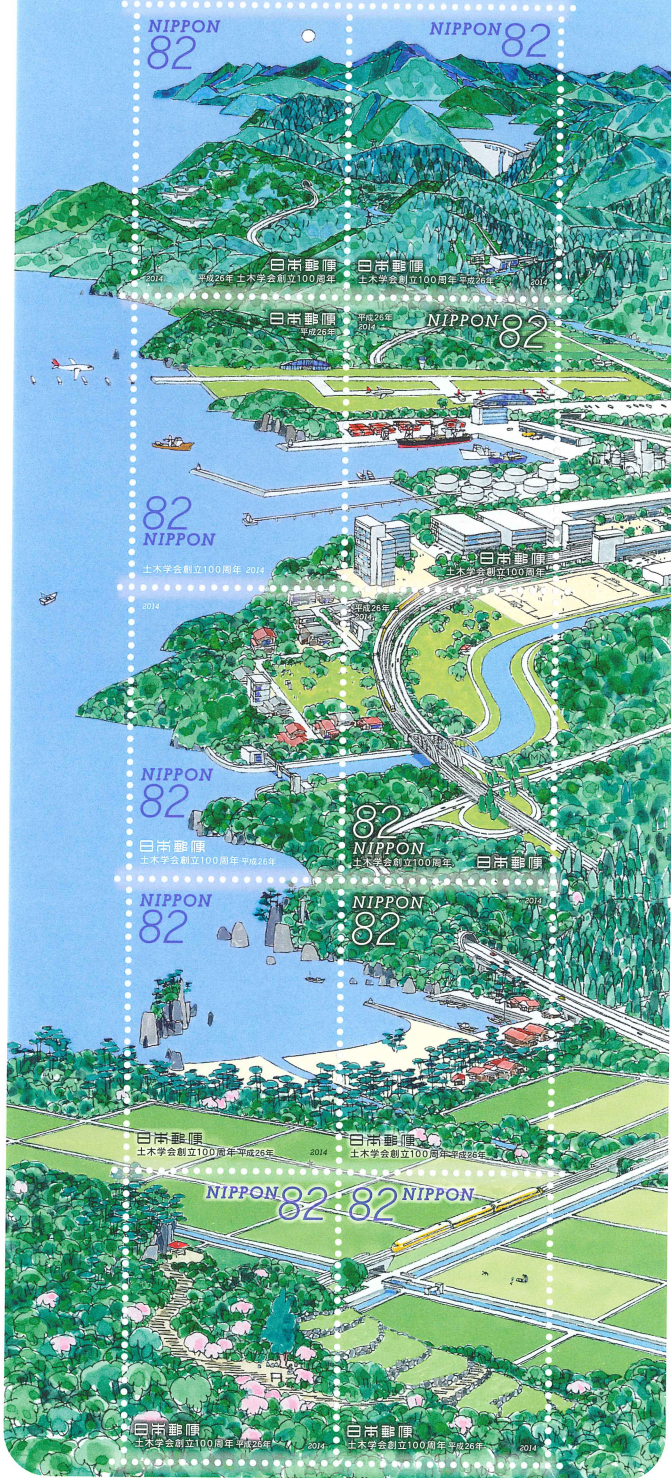 NIPPON
82
NIPPON 82
日本郵便
2014 平成26年 土木学会創立100周年
日本郵便
土木学会創立100周年 平成26年 2014
日本郵便
平成26年
82
NIPPON
土木学会創立100周年 2014
平成26年
2014
NIPPON 82
日本郵便
土木学会創立100周年
2014
NIPPON
82
日本郵便
土木学会創立100周年 平成26年
平成26年
2014
82
NIPPON
土木学会創立100周年 日本郵便
NIPPON
82
日本郵便
土木学会創立100周年 平成26年 2014
NIPPON
82
2014
日本郵便
土木学会創立100周年 平成26年
NIPPON 82
日本郵便
土木学会創立100周年 平成26年 2014
82 NIPPON
日本郵便
土木学会創立100周年 平成26年 2014